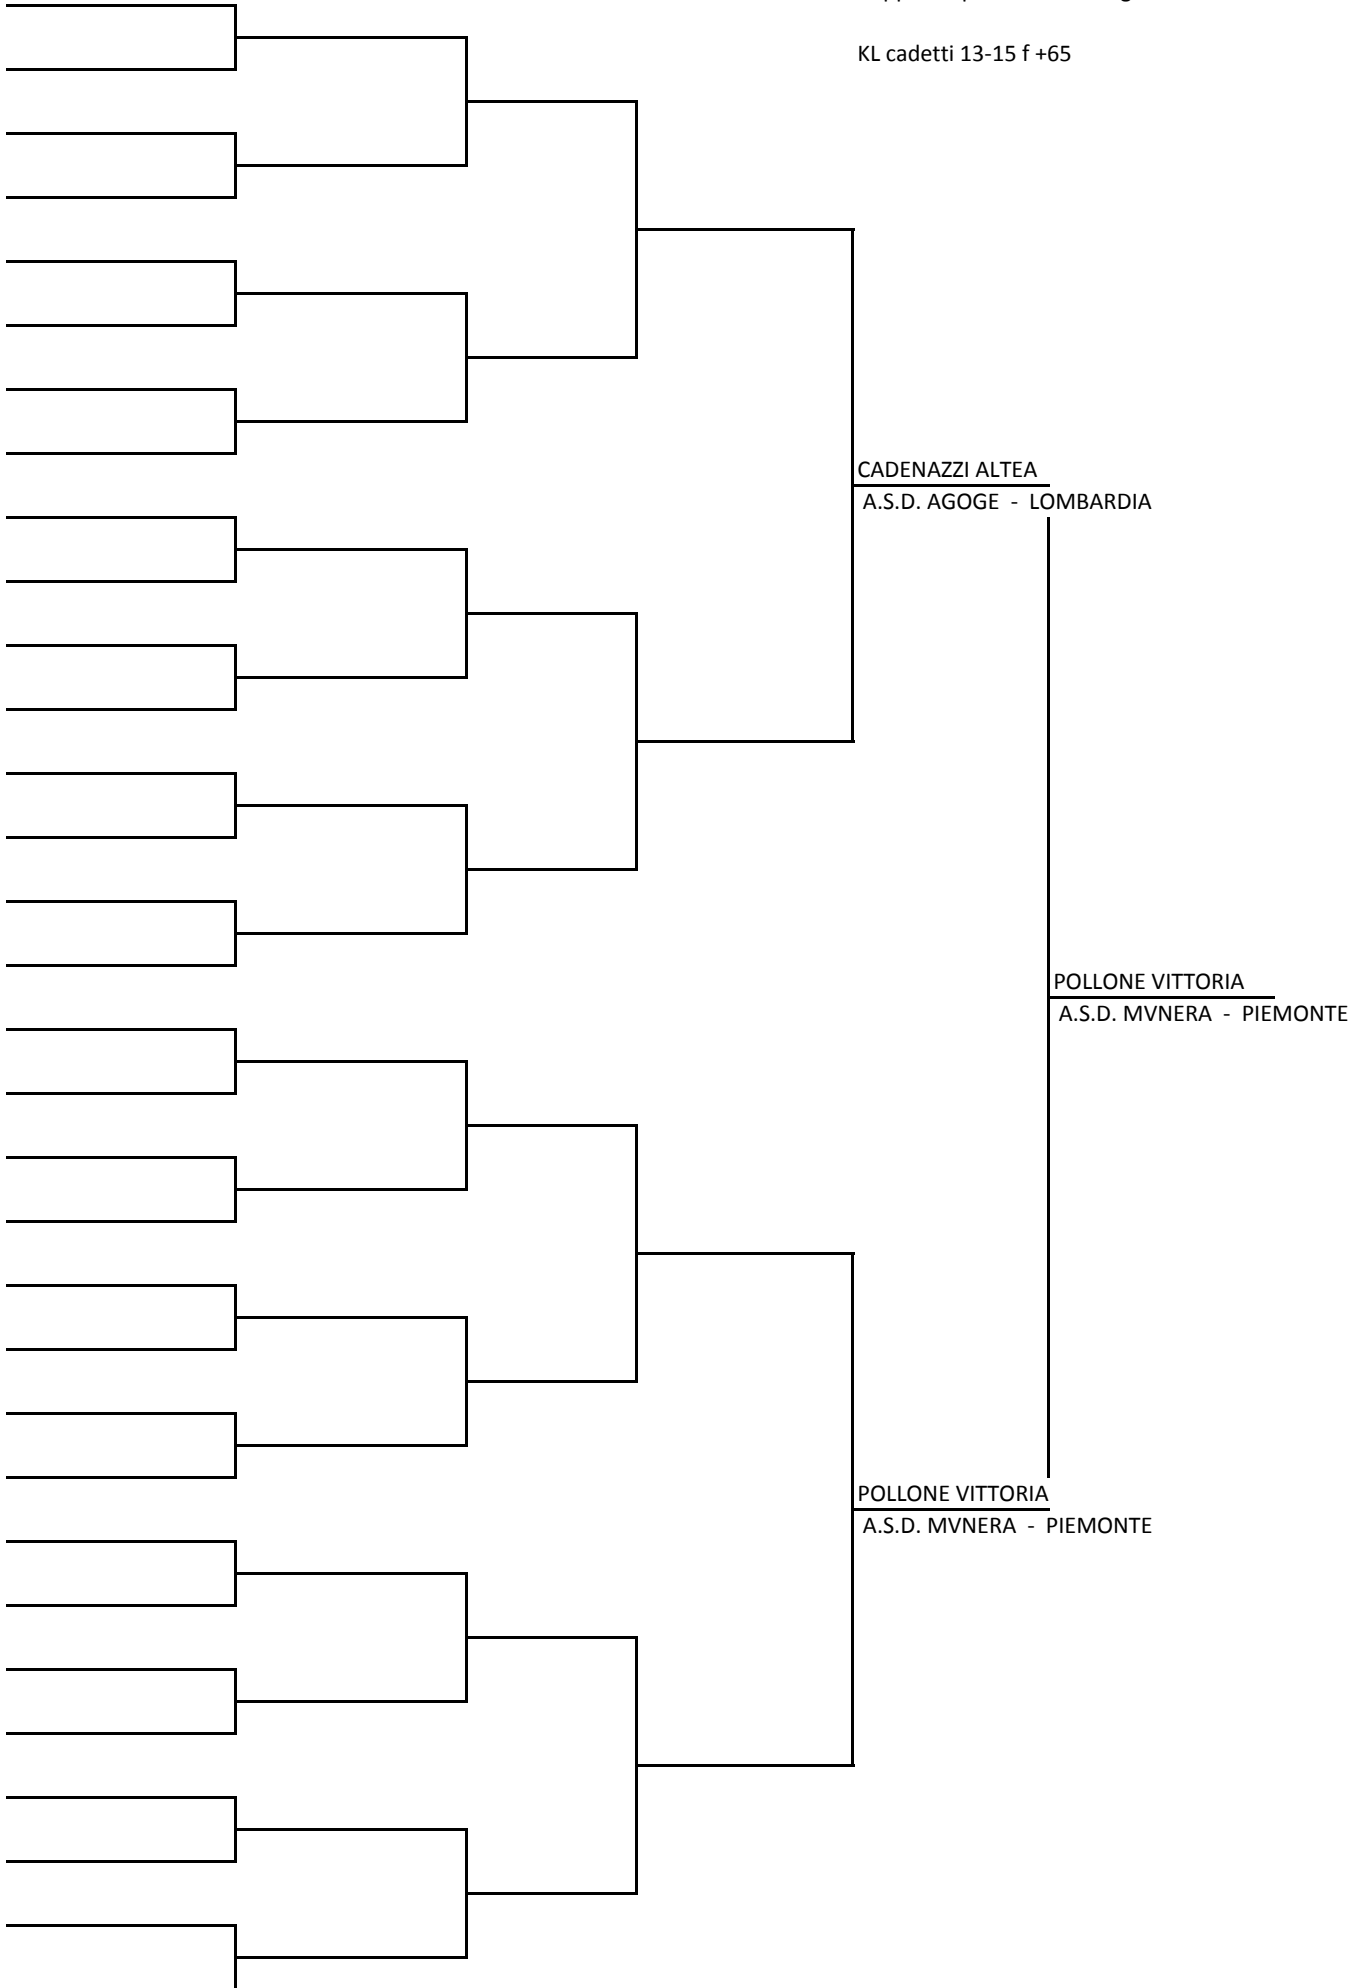 KL cadetti 13-15 f +65
CADENAZZI ALTEA
A.S.D. AGOGE - LOMBARDIA
POLLONE VITTORIA
A.S.D. MVNERA - PIEMONTE
POLLONE VITTORIA
A.S.D. MVNERA - PIEMONTE